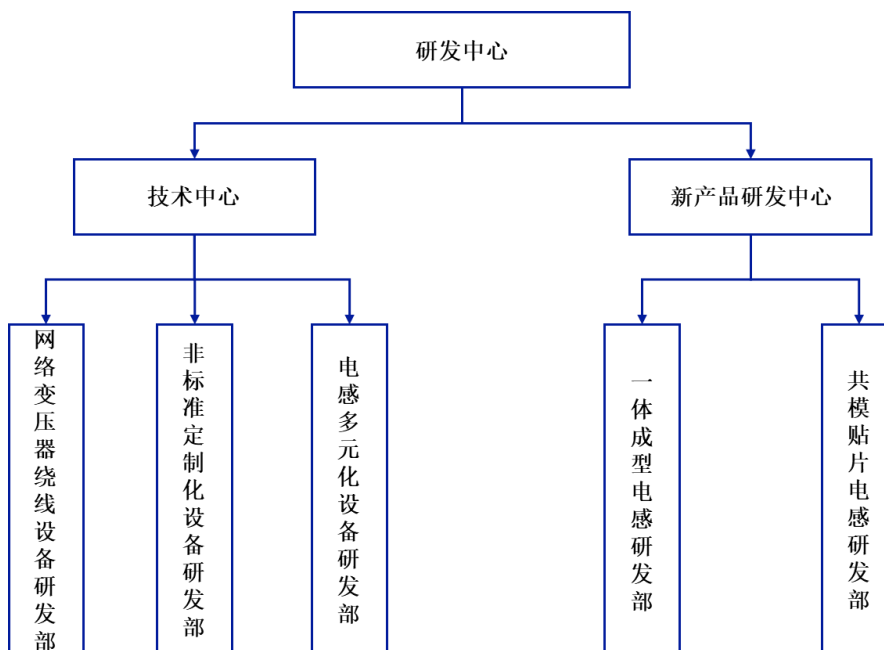 研发中心
技术中心
新产品研发中心
网络变压器绕线设备研发部
非标准定制化设备研发部
电感多元化设备研发部
一体成型电感研发部
共模贴片电感研发部